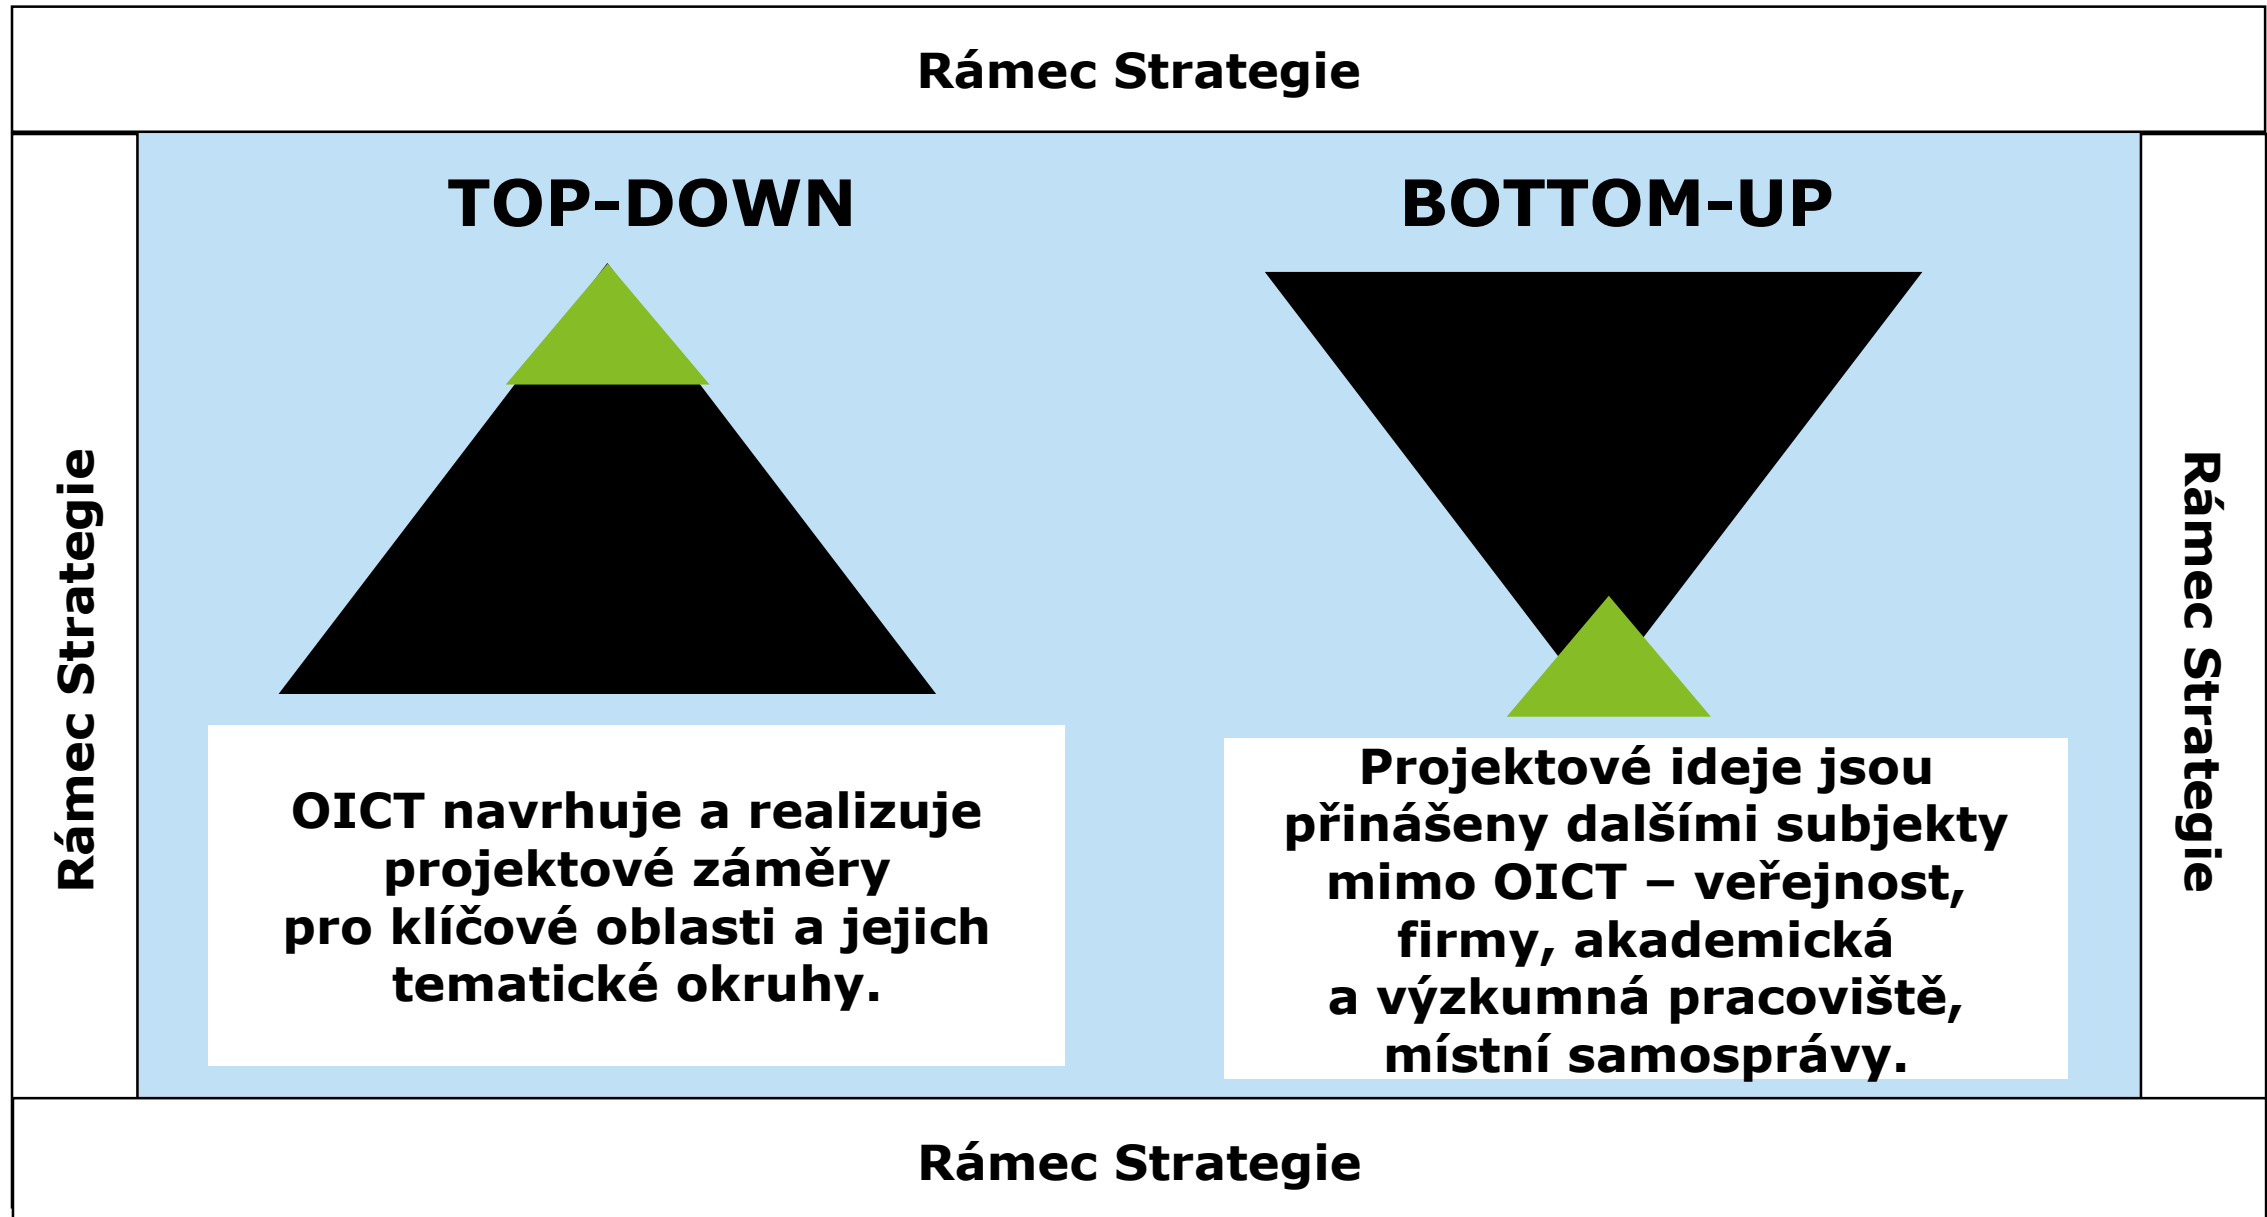 Rámec Strategie
TOP-DOWN
BOTTOM-UP
Rámec Strategie
Rámec Strategie
OICT navrhuje a realizuje
projektové záměry
pro klíčové oblasti a jejich
tematické okruhy.
Projektové ideje jsou
přinášeny dalšími subjekty
mimo OICT – veřejnost,
firmy, akademická
a výzkumná pracoviště,
místní samosprávy.
Rámec Strategie